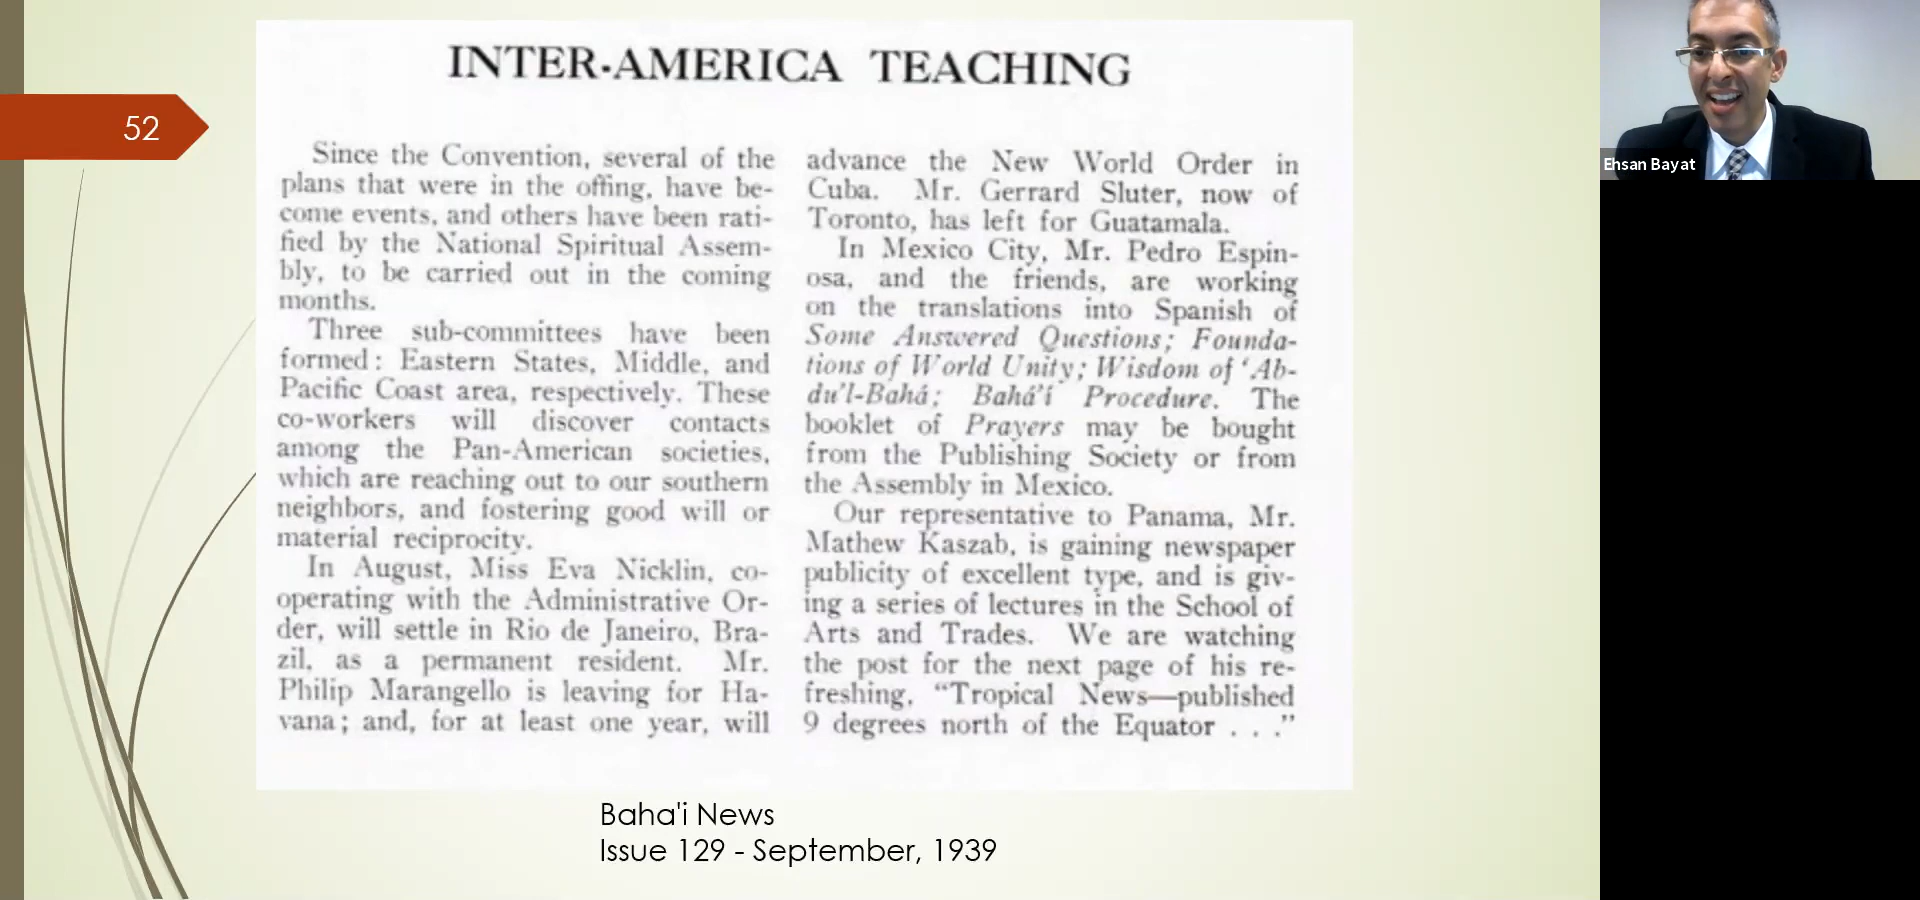 52
INTER-AMERICA TEACHING
Since the Convention, several of the
plans that were in the offing, have be-
come events, and others have been rati-
fied by the National Spiritual Assem-
bly, to be carried out in the coming
months.
Three sub-committees have been
formed: Eastern States, Middle, and
Pacific Coast area, respectively. These
co-workers will discover contacts
among the Pan-American societies,
which are reaching out to our southern
neighbors, and fostering good will or
material reciprocity.
In August, Miss Eva Nicklin, co-
operating with the Administrative Or-
der, will settle in Rio de Janeiro, Bra-
zil, as a permanent resident. Mr.
Philip Marangello is leaving for Ha-
vana; and, for at least one year, will
advance the New World Order in
Cuba. Mr. Gerrard Sluter, now of
Toronto, has left for Guatamala.
In Mexico City, Mr. Pedro Espin-
osa, and the friends, are working
on the translations into Spanish of
Some Answered Questions; Founda-
tions of World Unity; Wisdom of 'Ab-
du'l-Bahá; Bahá'í Procedure. The
booklet of Prayers may be bought
from the Publishing Society or from
the Assembly in Mexico.
Our representative to Panama, Mr.
Mathew Kaszab, is gaining newspaper
publicity of excellent type, and is giv-
ing a series of lectures in the School of
Arts and Trades. We are watching
the post for the next page of his re-
freshing, "Tropical News—published
9 degrees north of the Equator . . ."
Baha'i News
Issue 129 - September, 1939
Ehsan Bayat